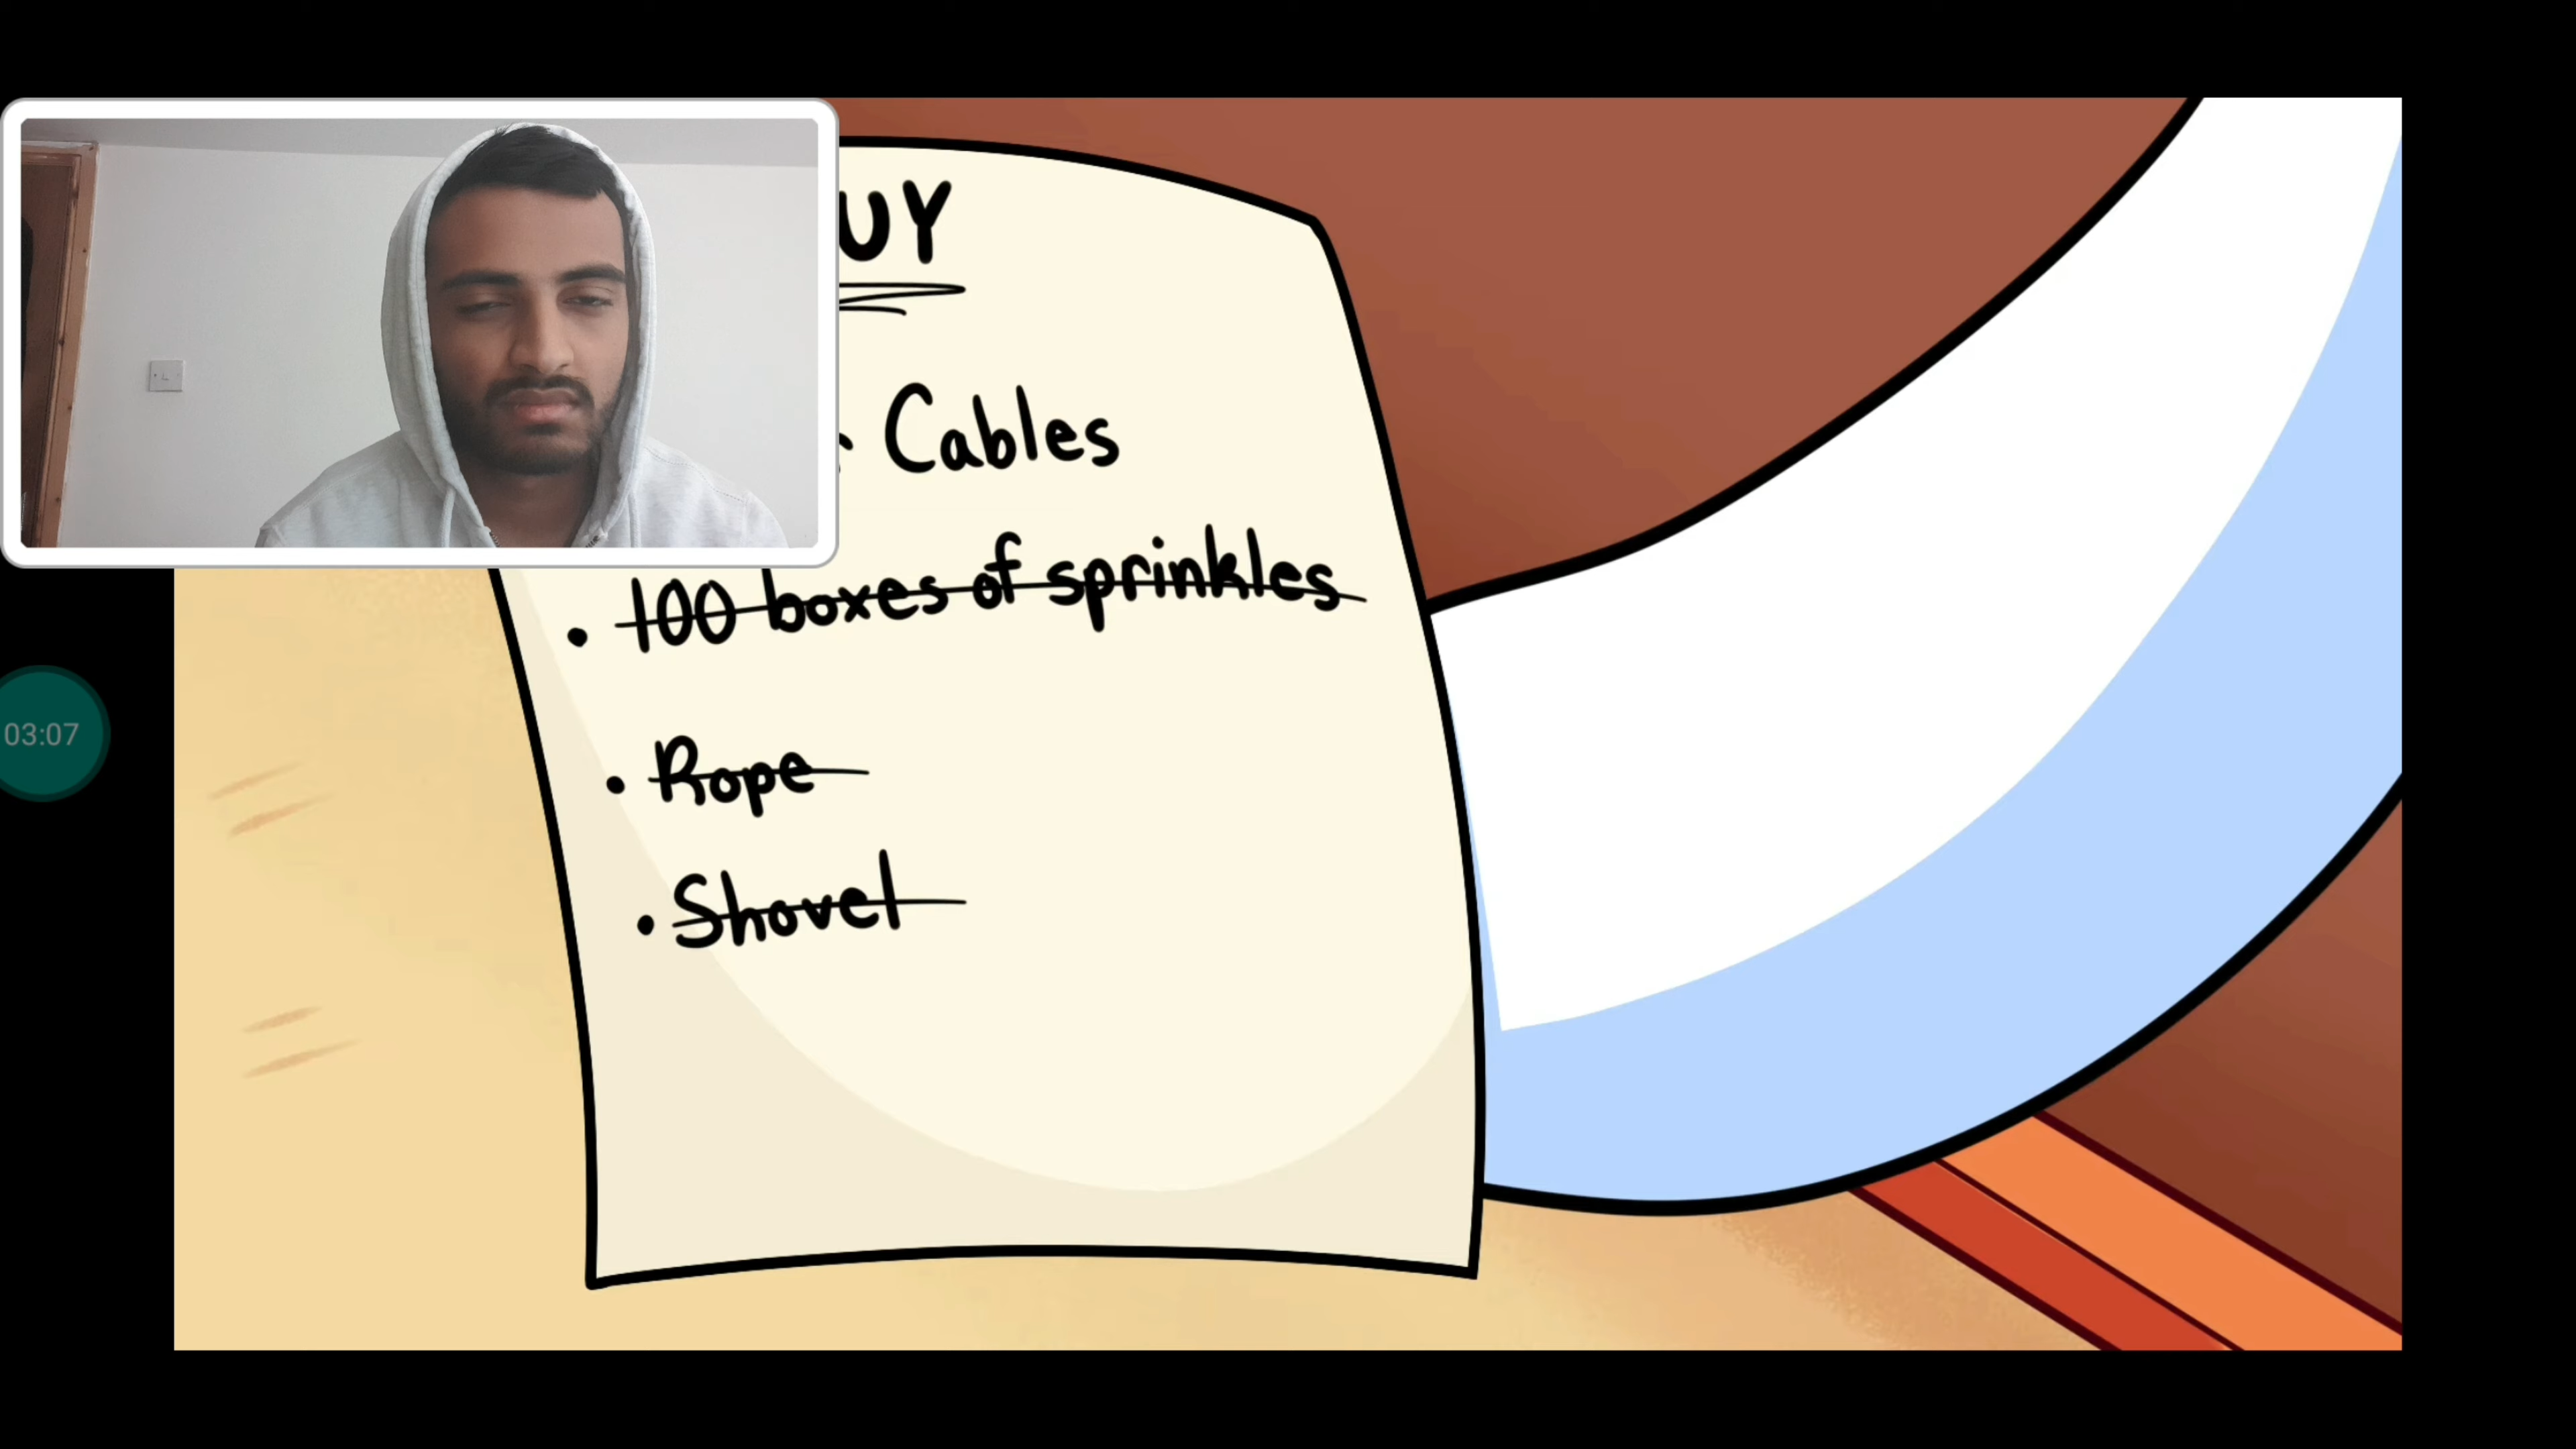 UY
Cables
• 100 boxes of sprinkles
• Rope
• Shovel
03:07